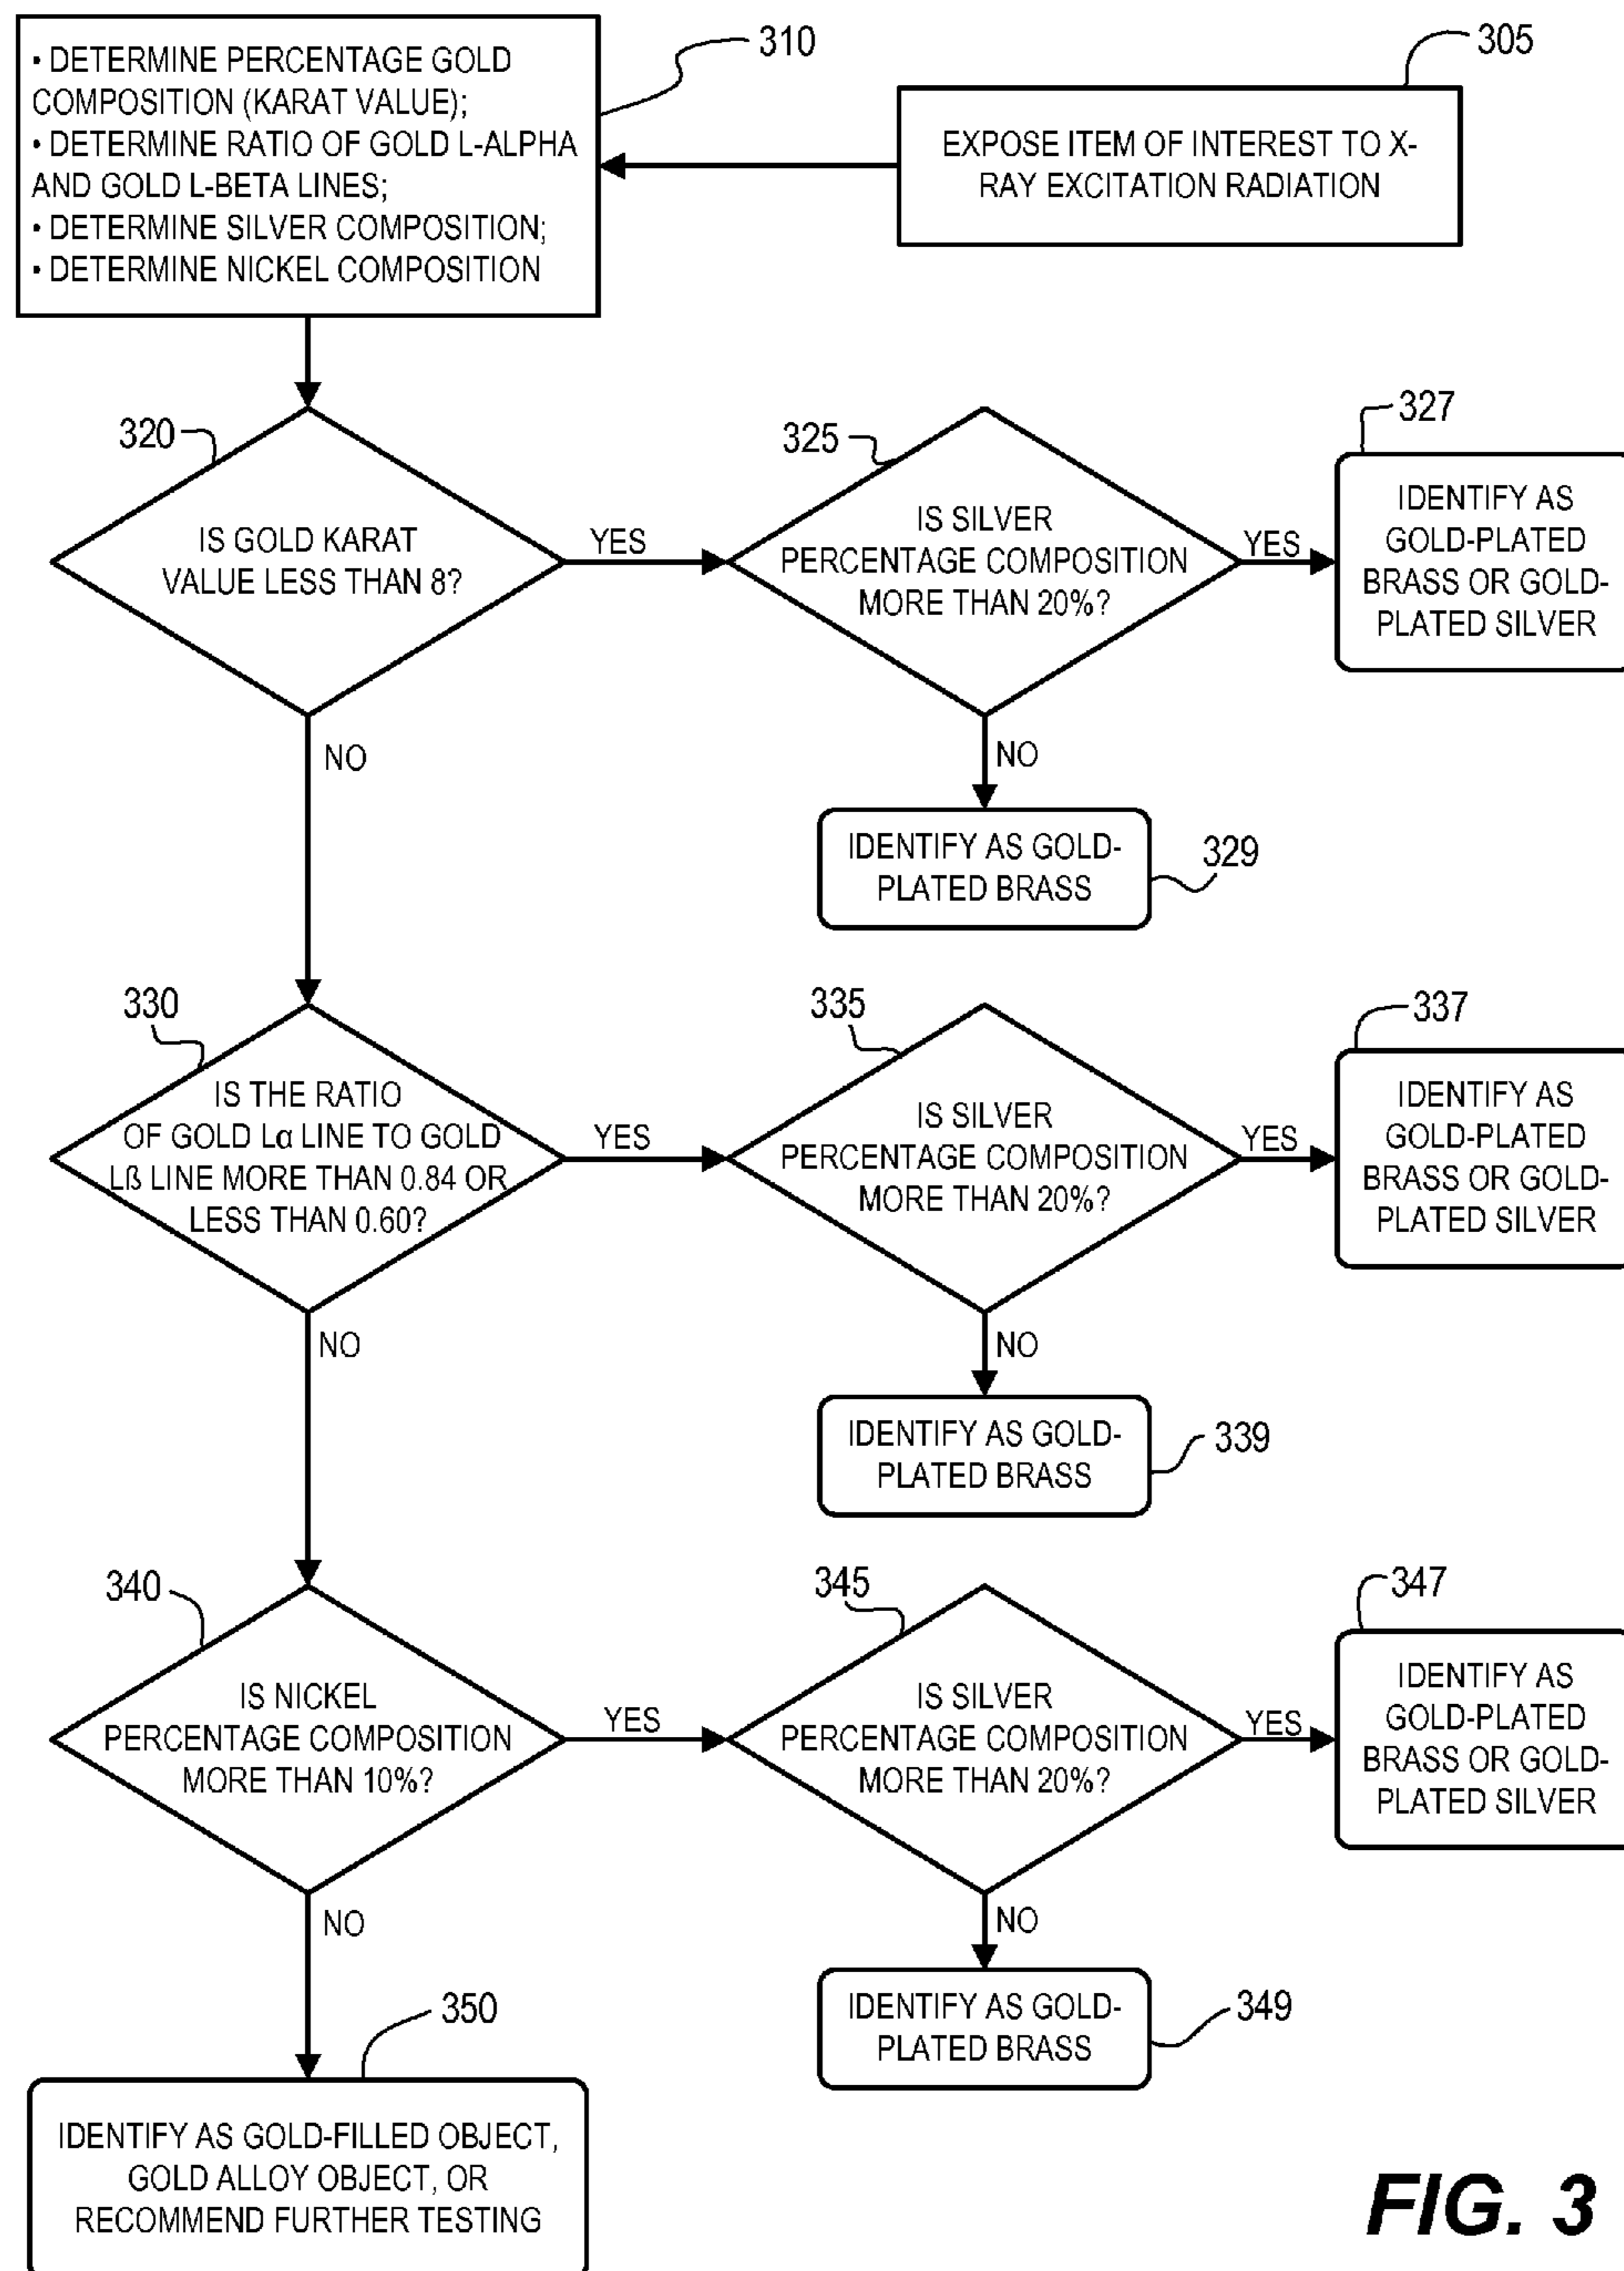 310
• DETERMINE PERCENTAGE GOLD
COMPOSITION (KARAT VALUE);
• DETERMINE RATIO OF GOLD L-ALPHA
AND GOLD L-BETA LINES;
• DETERMINE SILVER COMPOSITION;
• DETERMINE NICKEL COMPOSITION
305
EXPOSE ITEM OF INTEREST TO X-
RAY EXCITATION RADIATION
320
IS GOLD KARAT
VALUE LESS THAN 8?
YES
NO
325
IS SILVER
PERCENTAGE COMPOSITION
MORE THAN 20%?
YES
NO
327
IDENTIFY AS
GOLD-PLATED
BRASS OR GOLD-
PLATED SILVER
IDENTIFY AS GOLD-
PLATED BRASS
329
330
IS THE RATIO
OF GOLD Lα LINE TO GOLD
Lß LINE MORE THAN 0.84 OR
LESS THAN 0.60?
YES
NO
335
IS SILVER
PERCENTAGE COMPOSITION
MORE THAN 20%?
YES
NO
337
IDENTIFY AS
GOLD-PLATED
BRASS OR GOLD-
PLATED SILVER
IDENTIFY AS GOLD-
PLATED BRASS
339
340
IS NICKEL
PERCENTAGE COMPOSITION
MORE THAN 10%?
YES
NO
345
IS SILVER
PERCENTAGE COMPOSITION
MORE THAN 20%?
YES
NO
347
IDENTIFY AS
GOLD-PLATED
BRASS OR GOLD-
PLATED SILVER
IDENTIFY AS GOLD-
PLATED BRASS
349
350
IDENTIFY AS GOLD-FILLED OBJECT,
GOLD ALLOY OBJECT, OR
RECOMMEND FURTHER TESTING
FIG. 3